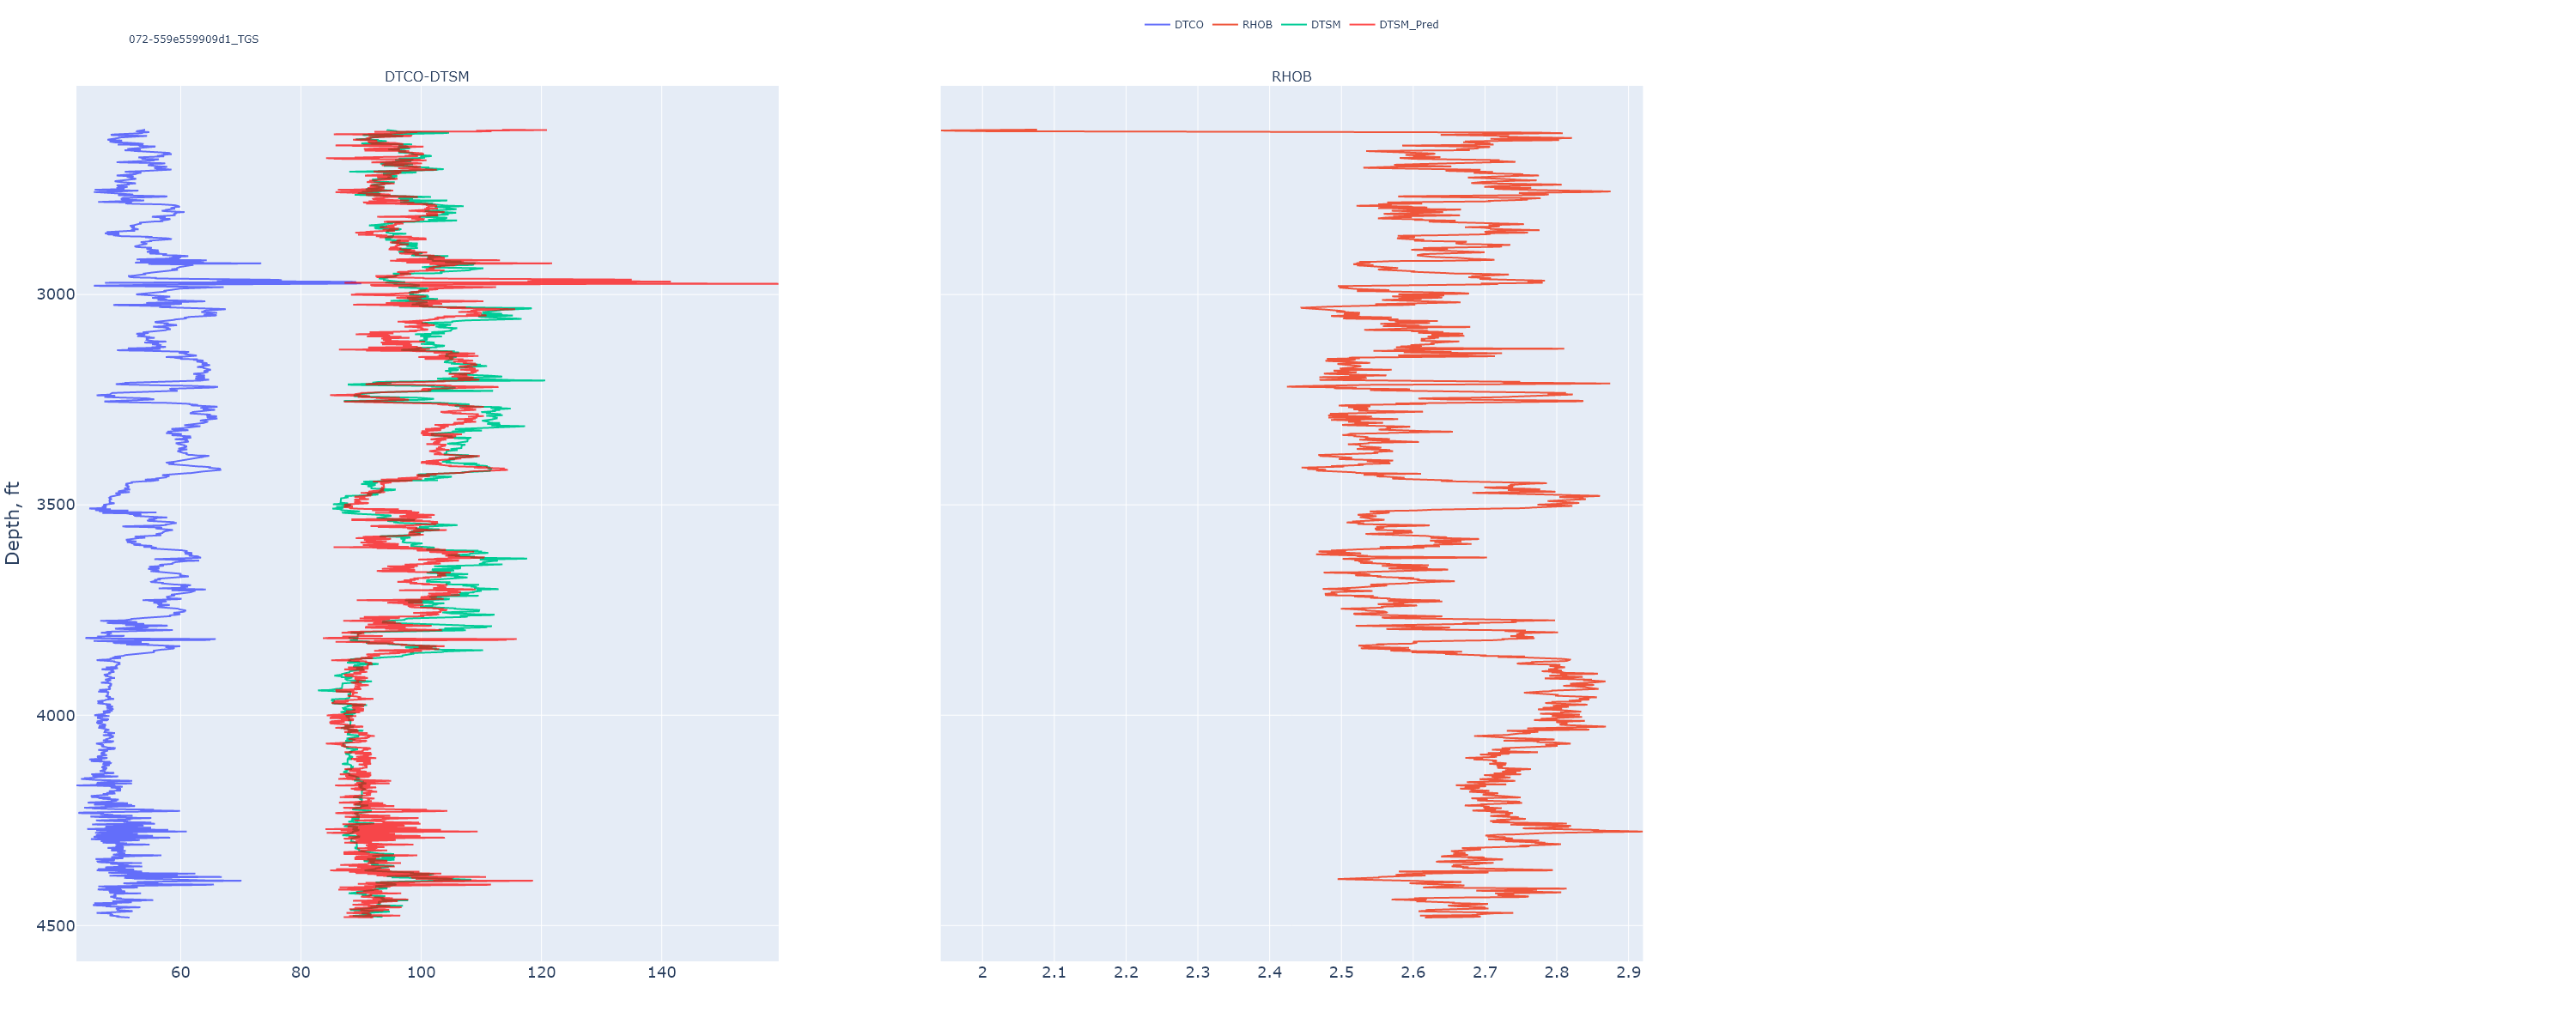 DTCO RHOB DTSM DTSM_Pred
072-559e559909d1_TGS
DTCO-DTSM
RHOB
Depth, ft
3000
3500
4000
4500
60 80 100 120 140
2 2.1 2.2 2.3 2.4 2.5 2.6 2.7 2.8 2.9